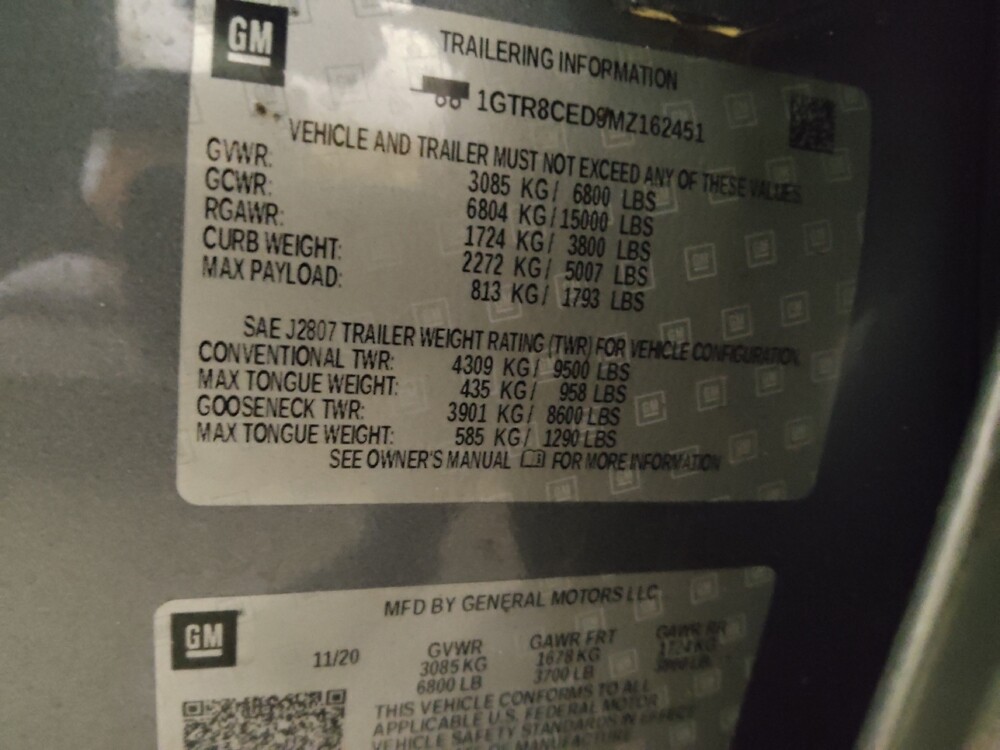 GM
TRAILERING INFORMATION
1GTR8CED9MZ162451
VEHICLE AND TRAILER MUST NOT EXCEED ANY OF THESE VALUES
GVWR: 3085 KG/ 6800 LBS
GCWR: 6804 KG/15000 LBS
RGAWR: 1724 KG/ 3800 LBS
CURB WEIGHT: 2272 KG/ 5007 LBS
MAX PAYLOAD: 813 KG/ 1793 LBS
SAE J2807 TRAILER WEIGHT RATING (TWR) FOR VEHICLE CONFIGURATION
CONVENTIONAL TWR: 4309 KG/ 9500 LBS
MAX TONGUE WEIGHT: 435 KG/ 958 LBS
GOOSENECK TWR: 3901 KG/ 8600 LBS
MAX TONGUE WEIGHT: 585 KG/ 1290 LBS
SEE OWNER'S MANUAL FOR MORE INFORMATION
GM
MFD BY GENERAL MOTORS LLC
11/20
GVWR GAWR FRT GAWR RR
3085 KG 1678 KG 1724 KG
6800 LB 3700 LB
THIS VEHICLE CONFORMS TO ALL
APPLICABLE U.S. FEDERAL MOTOR
VEHICLE SAFETY STANDARDS IN EFFECT
OF MANUFACTURE